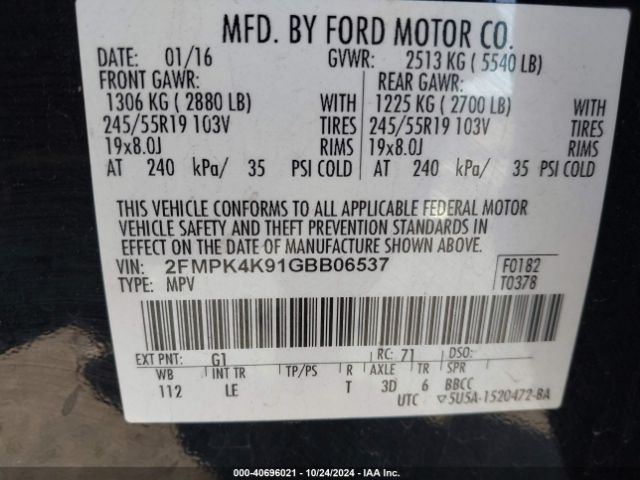 MFD. BY FORD MOTOR CO.
DATE: 01/16 GVWR: 2513 KG ( 5540 LB)
FRONT GAWR: REAR GAWR:
1306 KG ( 2880 LB) WITH 1225 KG ( 2700 LB) WITH
245/55R19 103V TIRES 245/55R19 103V TIRES
19x8.0J RIMS 19x8.0J RIMS
AT 240 kPa/ 35 PSI COLD AT 240 kPa/ 35 PSI COLD
THIS VEHICLE CONFORMS TO ALL APPLICABLE FEDERAL MOTOR
VEHICLE SAFETY AND THEFT PREVENTION STANDARDS IN
EFFECT ON THE DATE OF MANUFACTURE SHOWN ABOVE.
VIN: 2FMPK4K91GBB06537 F0182
TYPE: MPV T0378
EXT PNT: G1 RC: 71 DSO:
WB INT TR TP/PS R AXLE TR SPR
112 LE T 3D 6 BBCC
UTC ▽5U5A-1520472-BA
000-40696021 - 10/24/2024 - IAAI.CA